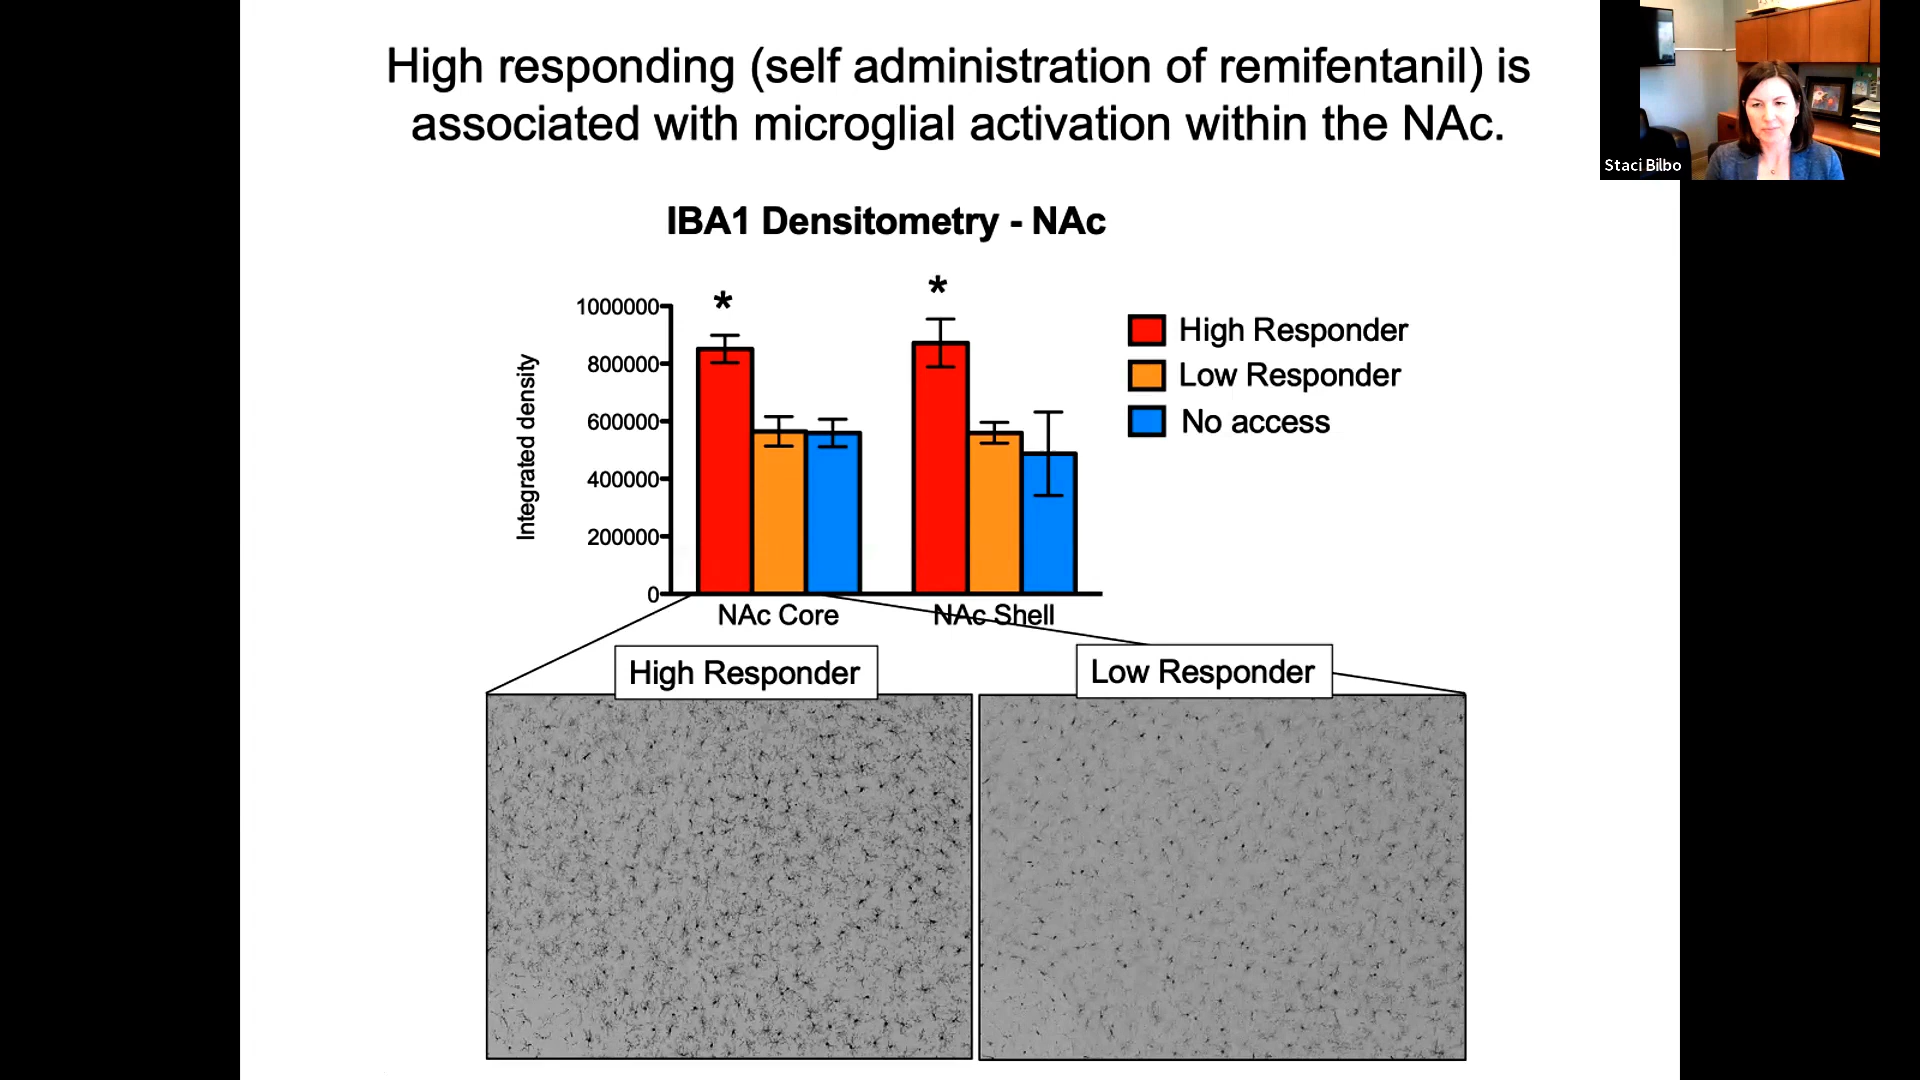 High responding (self administration of remifentanil) is
associated with microglial activation within the NAc.
Staci Bilbo
IBA1 Densitometry - NAc
*
*
1000000
800000
600000
400000
200000
0
Integrated density
High Responder
Low Responder
No access
NAc Core
NAc Shell
High Responder
Low Responder